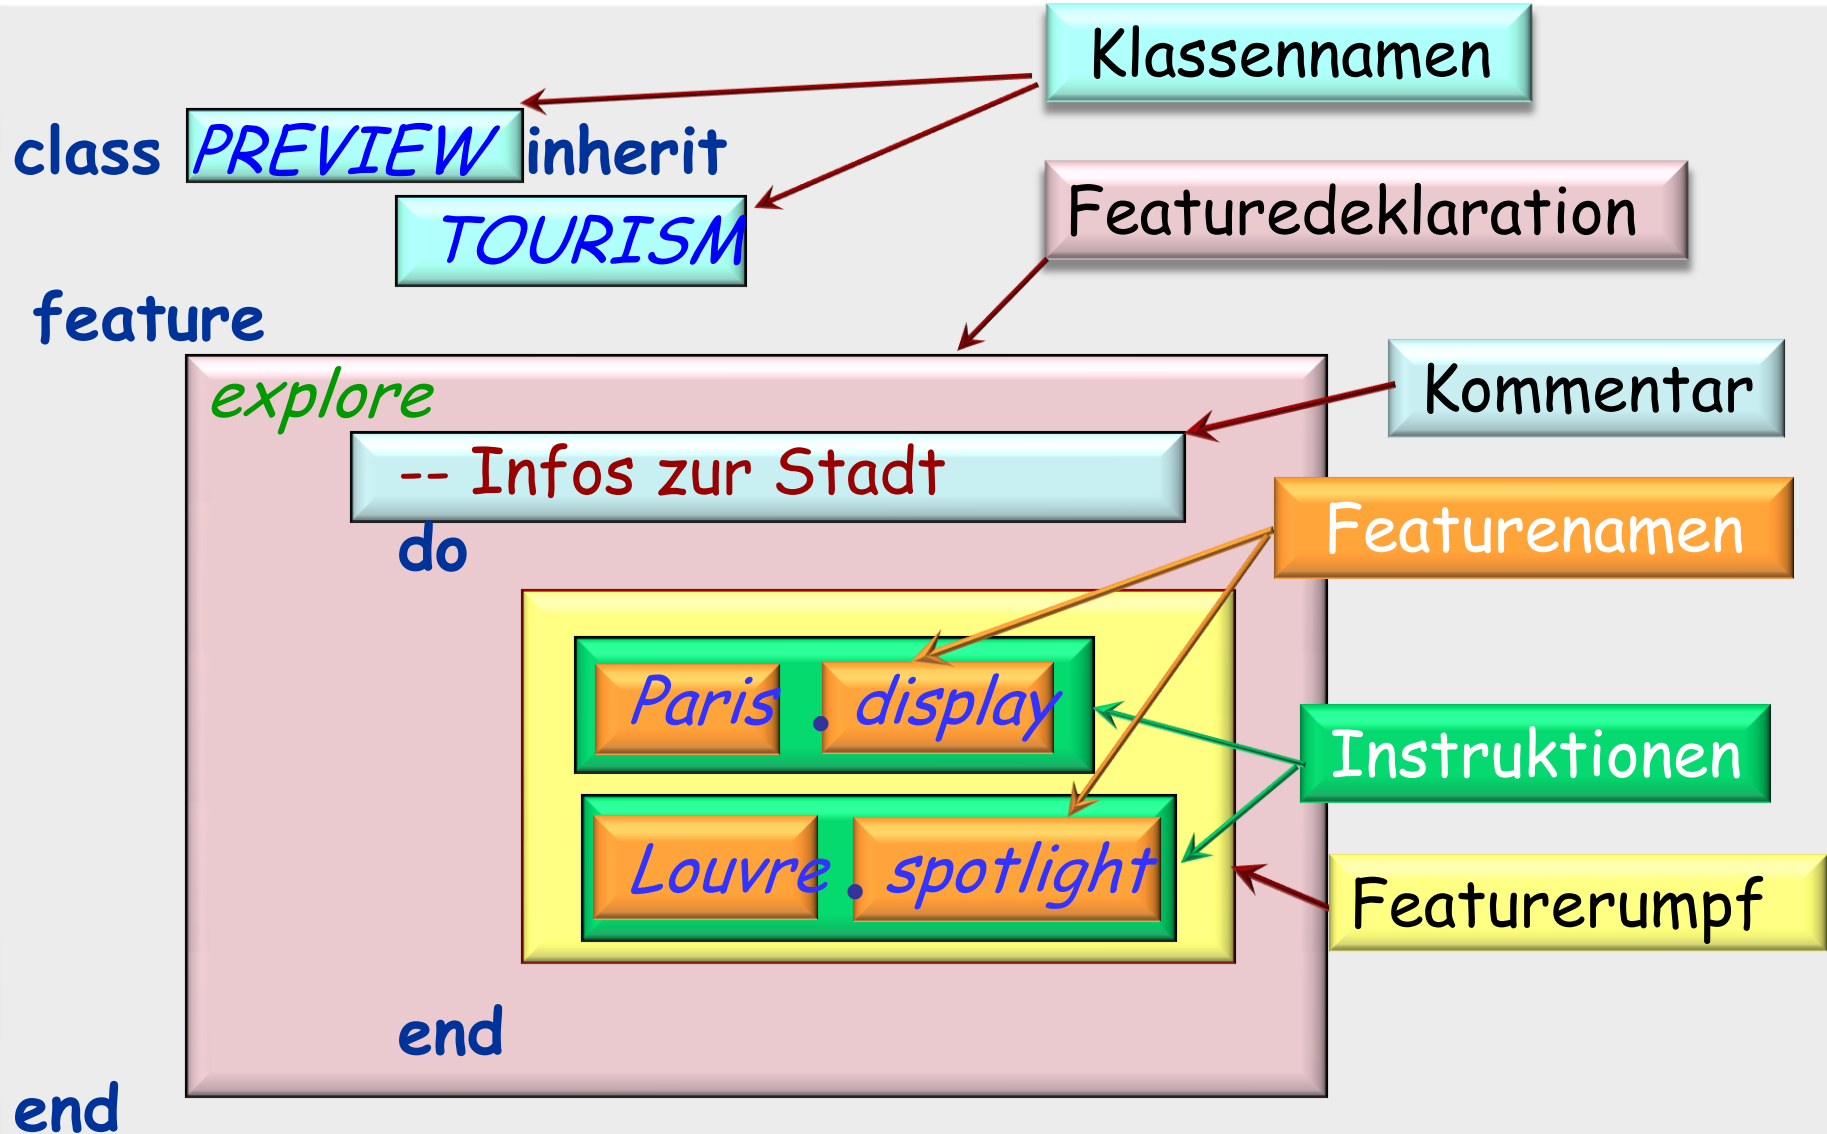 Klassennamen
class PREVIEW inherit
TOURISM
Featuredeklaration
feature
explore
Kommentar
-- Infos zur Stadt
Featurenamen
do
Paris . display
Instruktionen
Louvre . spotlight
Featurerumpf
end
end